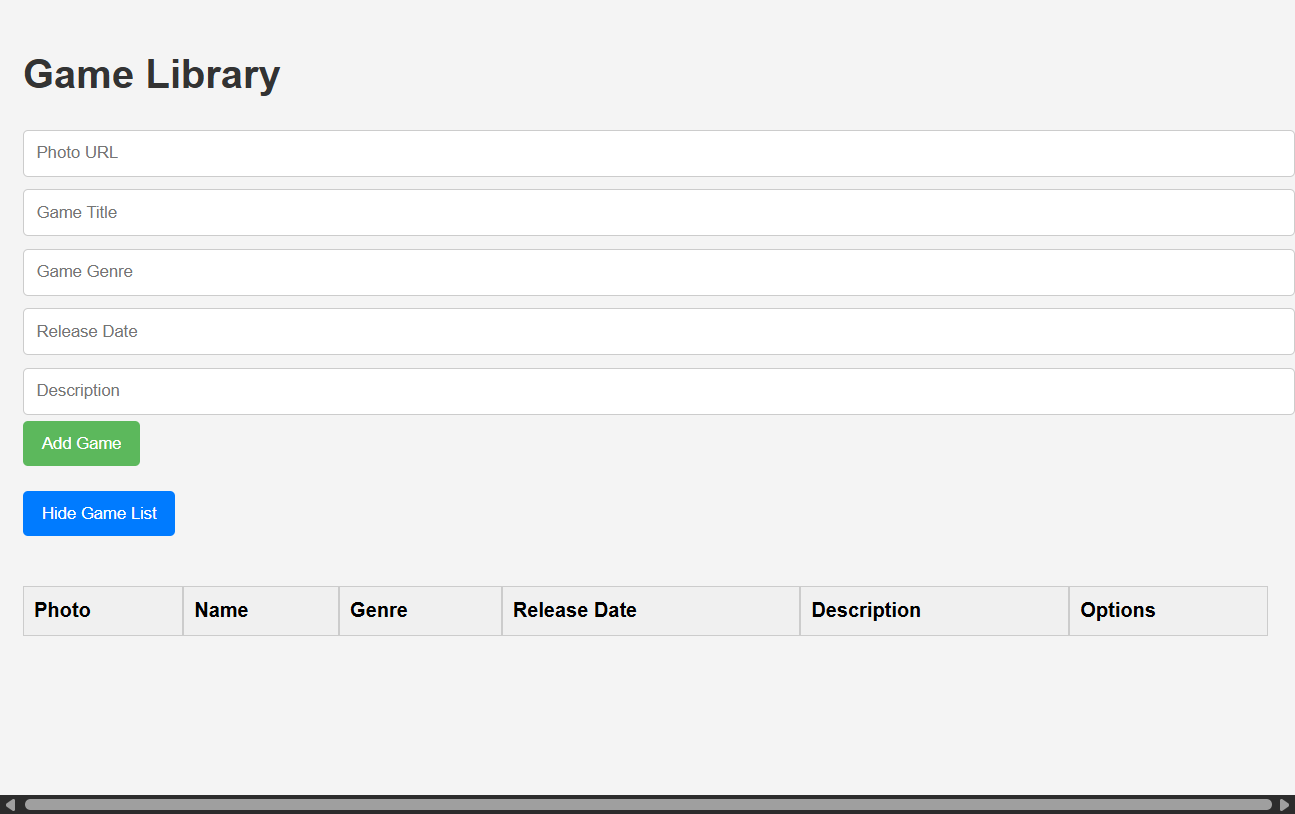 Game Library
Photo URL
Game Title
Game Genre
Release Date
Description
Add Game
Hide Game List
Photo Name Genre Release Date Description Options